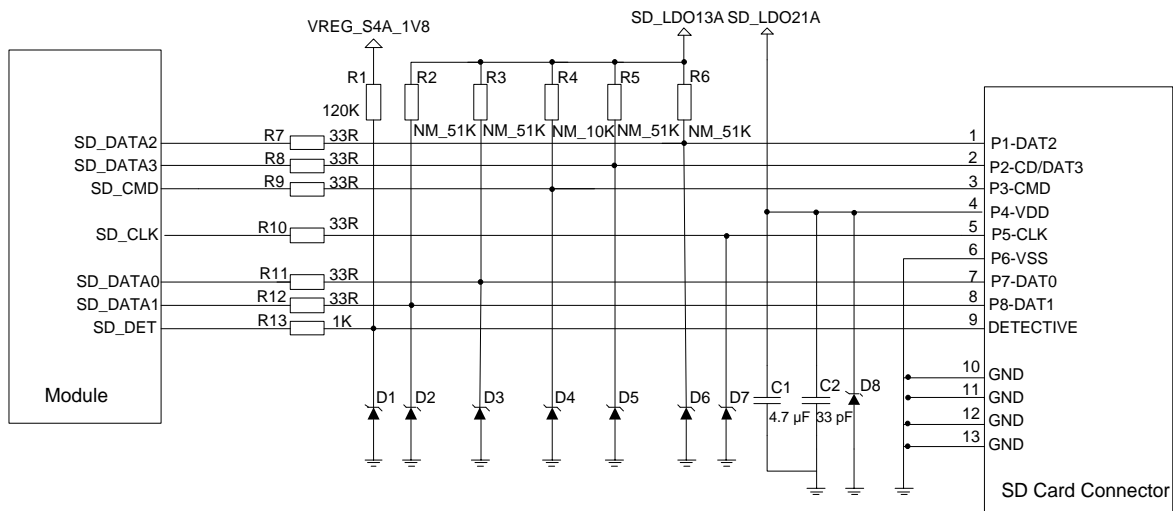 SD_LDO13A SD_LDO21A
VREG_S4A_1V8
R1 R2 R3 R4 R5 R6
120K NM_51K NM_51K NM_10K NM_51K NM_51K
SD_DATA2 R7 33R 1 P1-DAT2
SD_DATA3 R8 33R 2 P2-CD/DAT3
SD_CMD R9 33R 3 P3-CMD
4 P4-VDD
SD_CLK R10 33R 5 P5-CLK
6 P6-VSS
SD_DATA0 R11 33R 7 P7-DAT0
SD_DATA1 R12 33R 8 P8-DAT1
SD_DET R13 1K 9 DETECTIVE
10 GND
Module D1 D2 D3 D4 D5 D6 D7 C1 C2 D8
11 GND
4.7 µF 33 pF
12 GND
13 GND
SD Card Connector